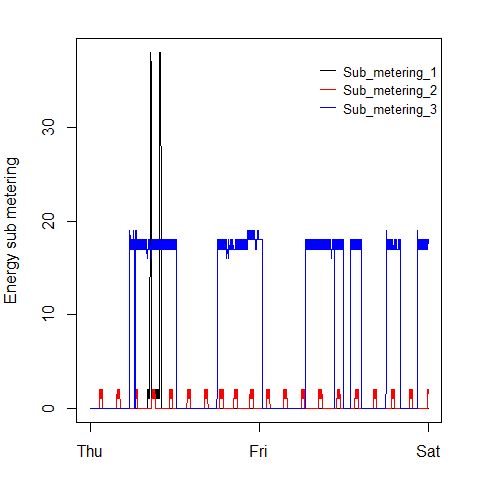 Sub_metering_1
Sub_metering_2
Sub_metering_3
Energy sub metering
30
20
10
0
Thu Fri Sat